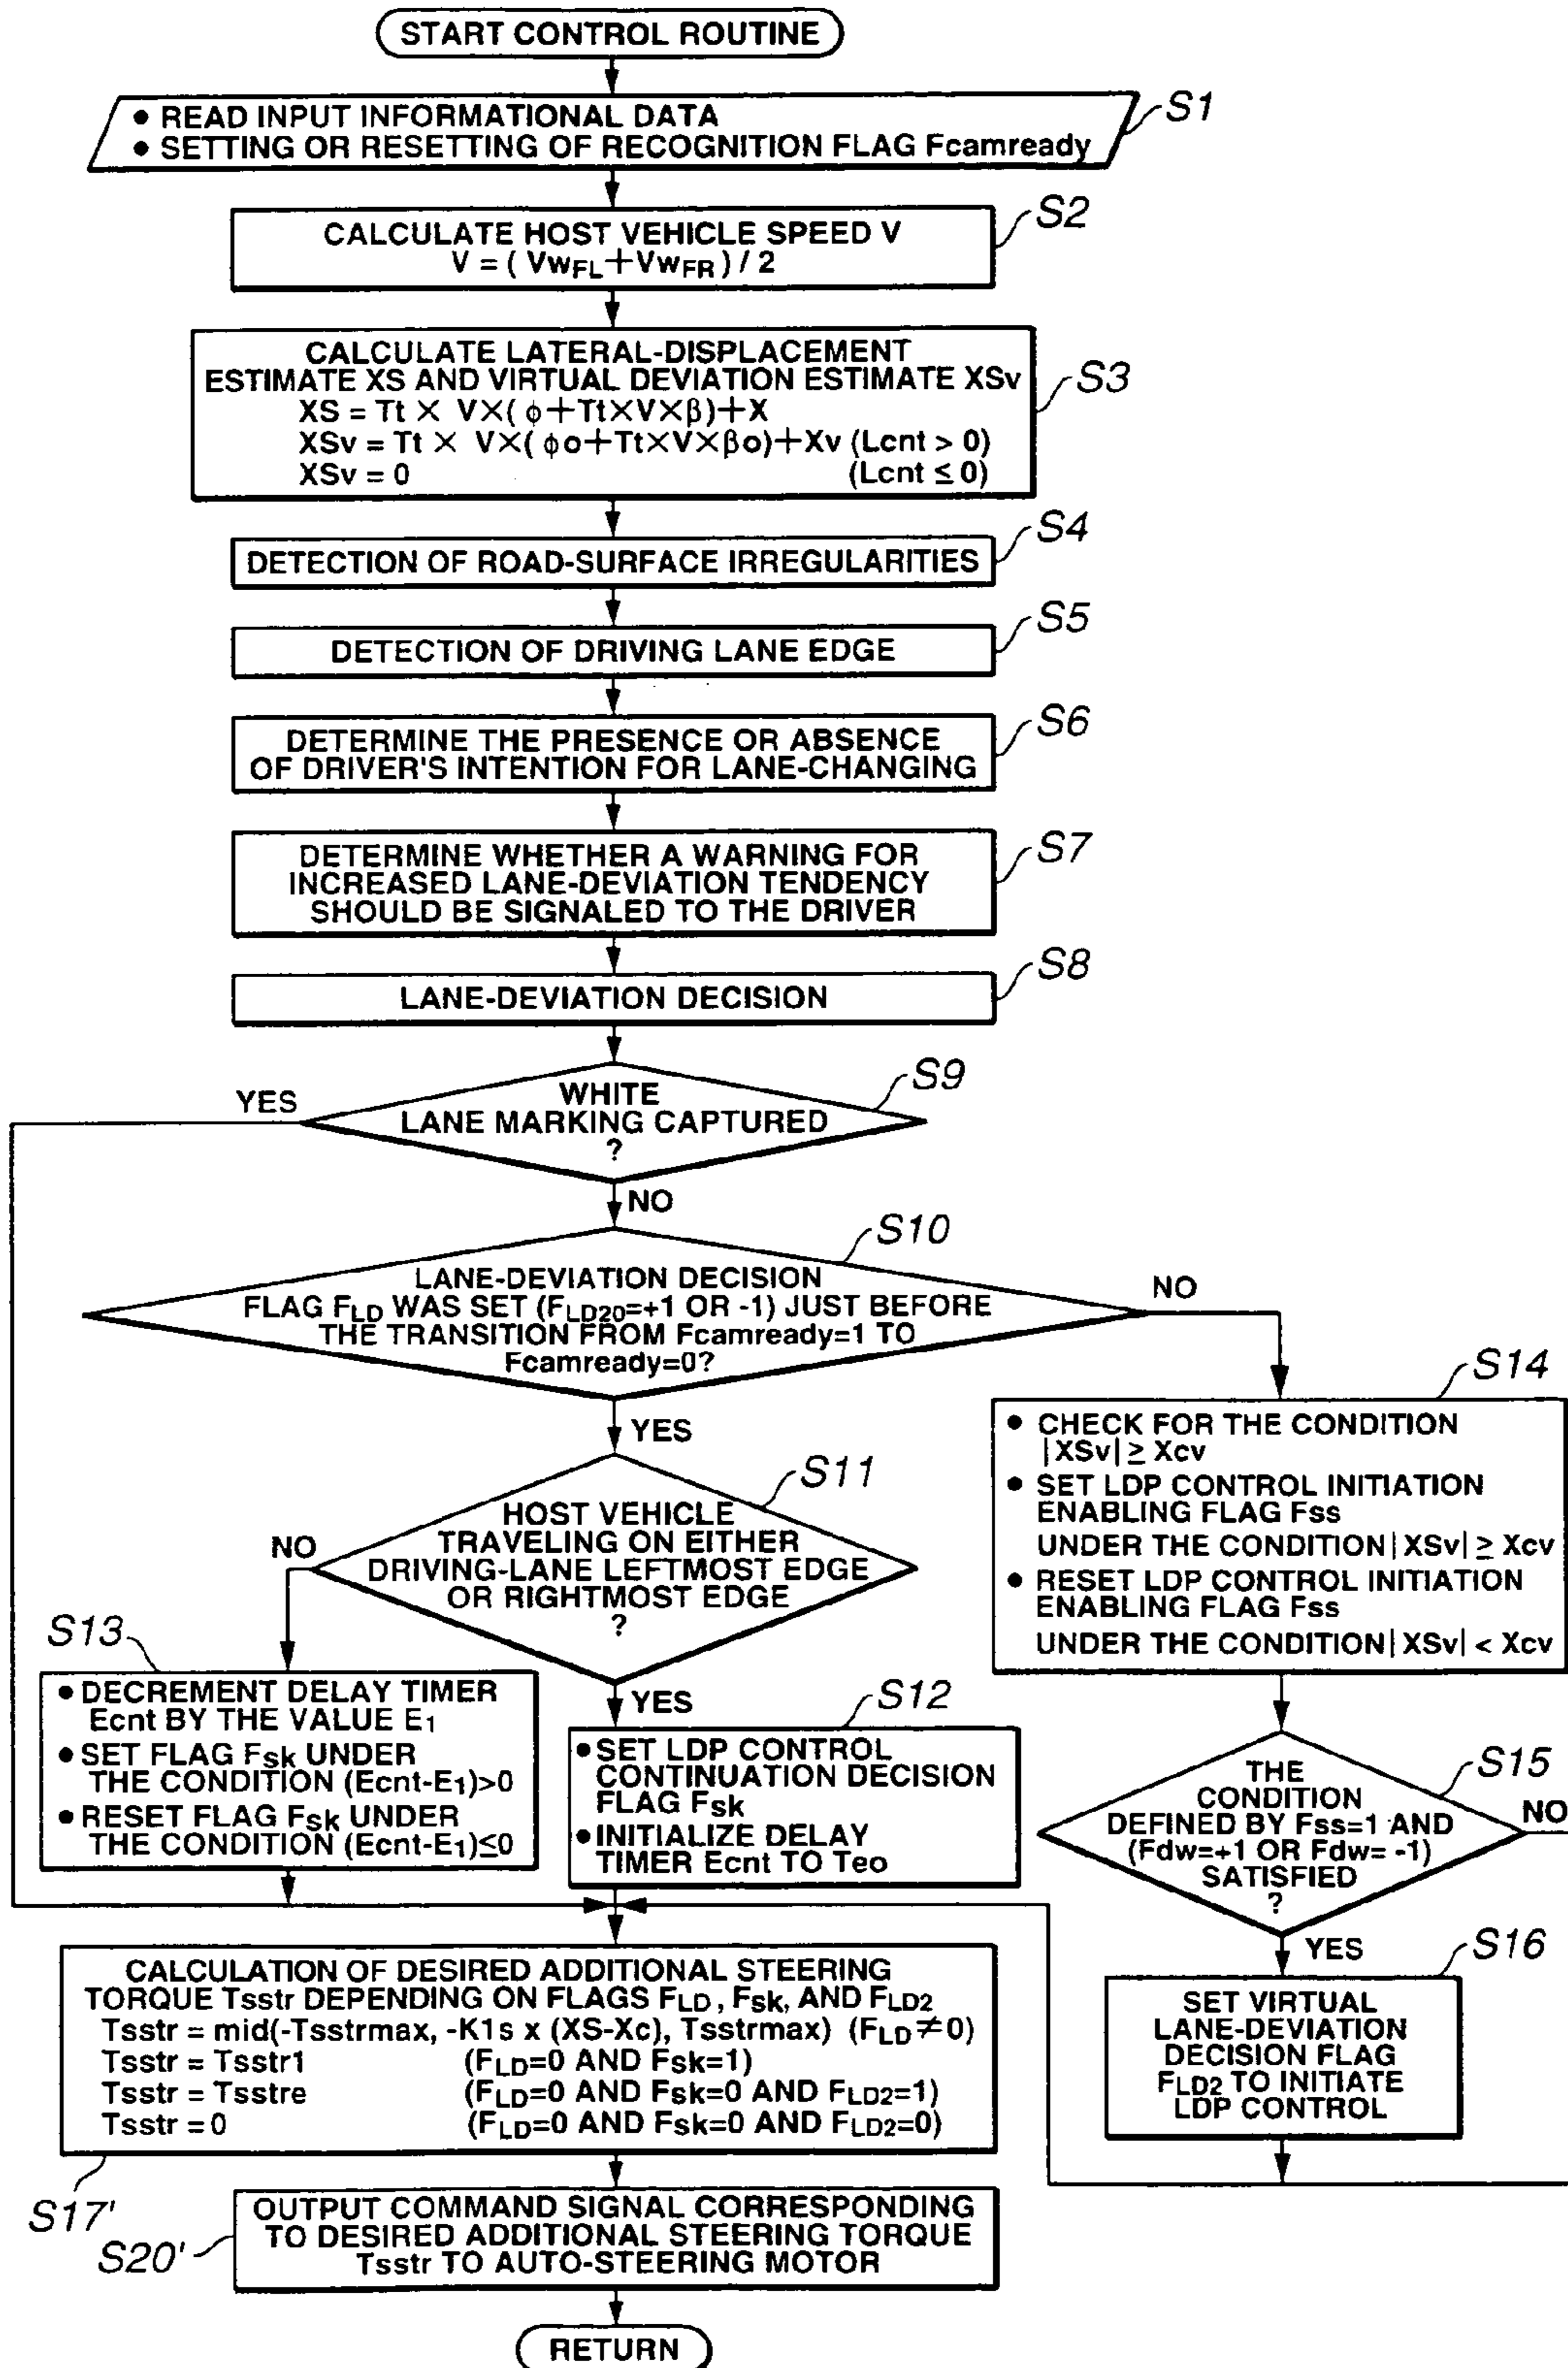 START CONTROL ROUTINE
• READ INPUT INFORMATIONAL DATA
• SETTING OR RESETTING OF RECOGNITION FLAG Fcamready
S1
S2
CALCULATE HOST VEHICLE SPEED V
V = ( VwFL+VwFR ) / 2
CALCULATE LATERAL-DISPLACEMENT
ESTIMATE XS AND VIRTUAL DEVIATION ESTIMATE XSv
S3
XS = Tt × V×( ϕ+Tt×V×β)+X
XSv = Tt × V×( ϕo+Tt×V×βo)+Xv (Lcnt > 0)
XSv = 0 (Lcnt ≤ 0)
S4
DETECTION OF ROAD-SURFACE IRREGULARITIES
S5
DETECTION OF DRIVING LANE EDGE
S6
DETERMINE THE PRESENCE OR ABSENCE
OF DRIVER'S INTENTION FOR LANE-CHANGING
S7
DETERMINE WHETHER A WARNING FOR
INCREASED LANE-DEVIATION TENDENCY
SHOULD BE SIGNALED TO THE DRIVER
S8
LANE-DEVIATION DECISION
S9
YES
WHITE
LANE MARKING CAPTURED
?
NO
S10
LANE-DEVIATION DECISION
FLAG FLD WAS SET (FLD20=+1 OR -1) JUST BEFORE
THE TRANSITION FROM Fcamready=1 TO
Fcamready=0?
NO
YES
S14
• CHECK FOR THE CONDITION
|XSv| ≥ Xcv
• SET LDP CONTROL INITIATION
ENABLING FLAG Fss
UNDER THE CONDITION | XSv| ≥ Xcv
• RESET LDP CONTROL INITIATION
ENABLING FLAG Fss
UNDER THE CONDITION | XSv| < Xcv
S11
HOST VEHICLE
TRAVELING ON EITHER
DRIVING-LANE LEFTMOST EDGE
OR RIGHTMOST EDGE
?
NO
YES
S13
• DECREMENT DELAY TIMER
Ecnt BY THE VALUE E1
• SET FLAG Fsk UNDER
THE CONDITION (Ecnt-E1)>0
• RESET FLAG Fsk UNDER
THE CONDITION (Ecnt-E1)≤0
S12
• SET LDP CONTROL
CONTINUATION DECISION
FLAG Fsk
• INITIALIZE DELAY
TIMER Ecnt TO Teo
S15
THE
CONDITION
DEFINED BY Fss=1 AND
(Fdw=+1 OR Fdw= -1)
SATISFIED
?
NO
YES
S16
SET VIRTUAL
LANE-DEVIATION
DECISION FLAG
FLD2 TO INITIATE
LDP CONTROL
CALCULATION OF DESIRED ADDITIONAL STEERING
TORQUE Tsstr DEPENDING ON FLAGS FLD , Fsk, AND FLD2
Tsstr = mid(-Tsstrmax, -K1s x (XS-Xc), Tsstrmax) (FLD≠0)
Tsstr = Tsstr1 (FLD=0 AND Fsk=1)
Tsstr = Tsstre (FLD=0 AND Fsk=0 AND FLD2=1)
Tsstr = 0 (FLD=0 AND Fsk=0 AND FLD2=0)
S17'
OUTPUT COMMAND SIGNAL CORRESPONDING
TO DESIRED ADDITIONAL STEERING TORQUE
Tsstr TO AUTO-STEERING MOTOR
S20'
RETURN